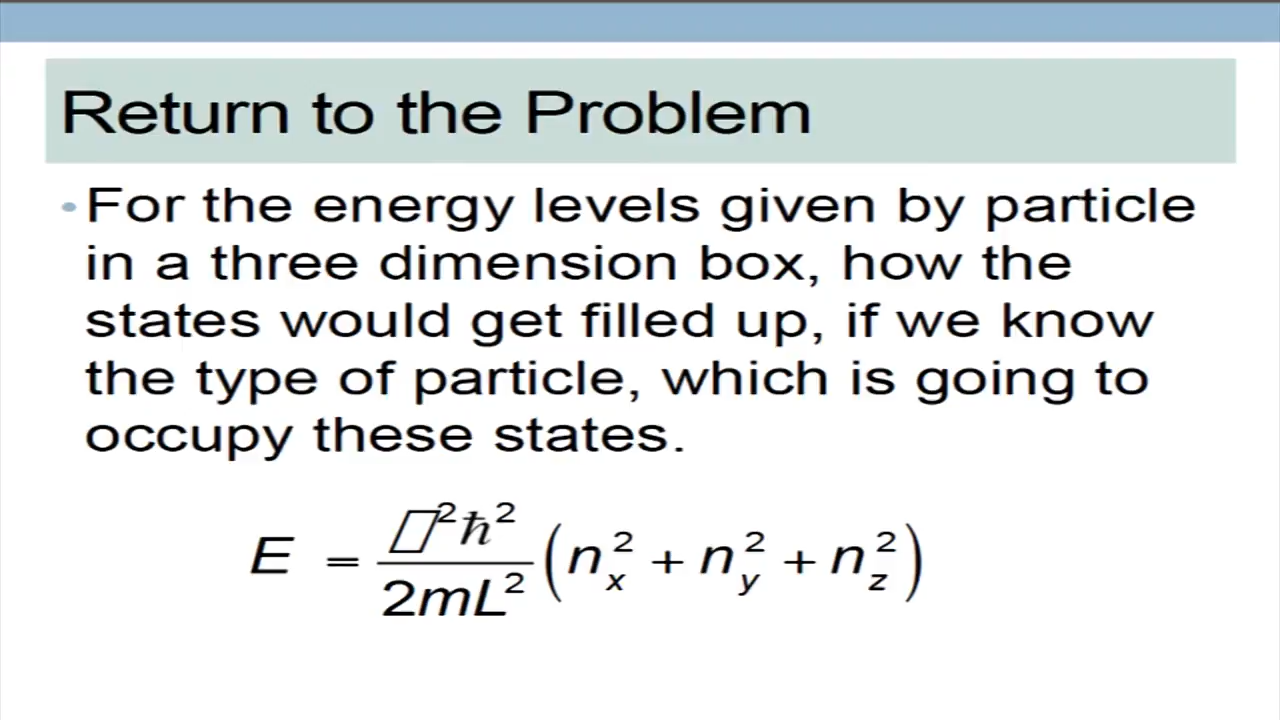 Return to the Problem
• For the energy levels given by particle
in a three dimension box, how the
states would get filled up, if we know
the type of particle, which is going to
occupy these states.
E = □²ħ² / 2mL² (nₓ² + n_y² + n_z²)